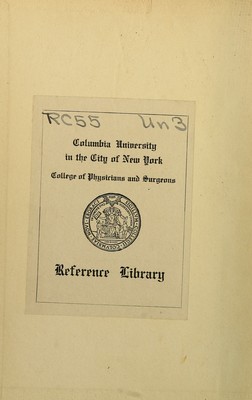 RC55 Un3
Columbia University
in the City of New York
College of Physicians and Surgeons
Reference Library